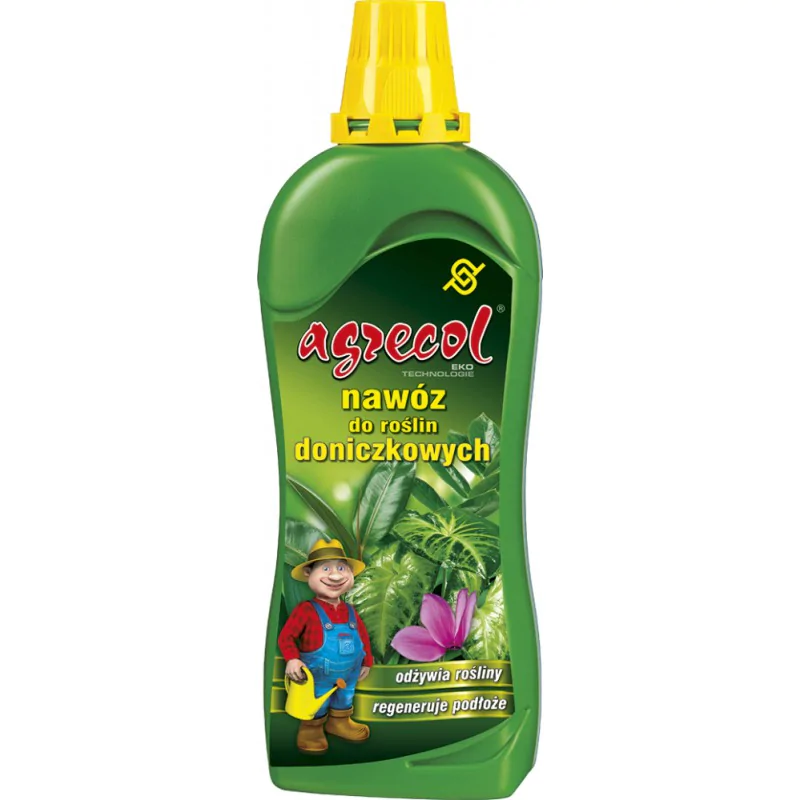 agrecol®
EKO
TECHNOLOGIE
nawóz
do roślin
doniczkowych
odżywia rośliny
regeneruje podłoże